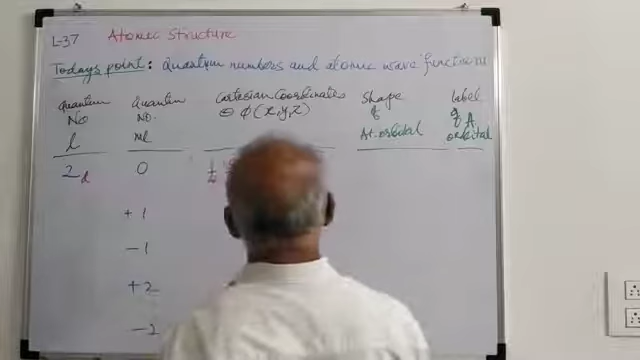 L-37 Atomic Structure
Todays point: Quantum numbers and atomic wave functions
Quantum No l
Quantum NO. ml
Cartesian Coordinates Θ Φ (x,y,z)
Shape of At. orbital
Label of A orbital
2 d 0
+1
-1
+2
-2